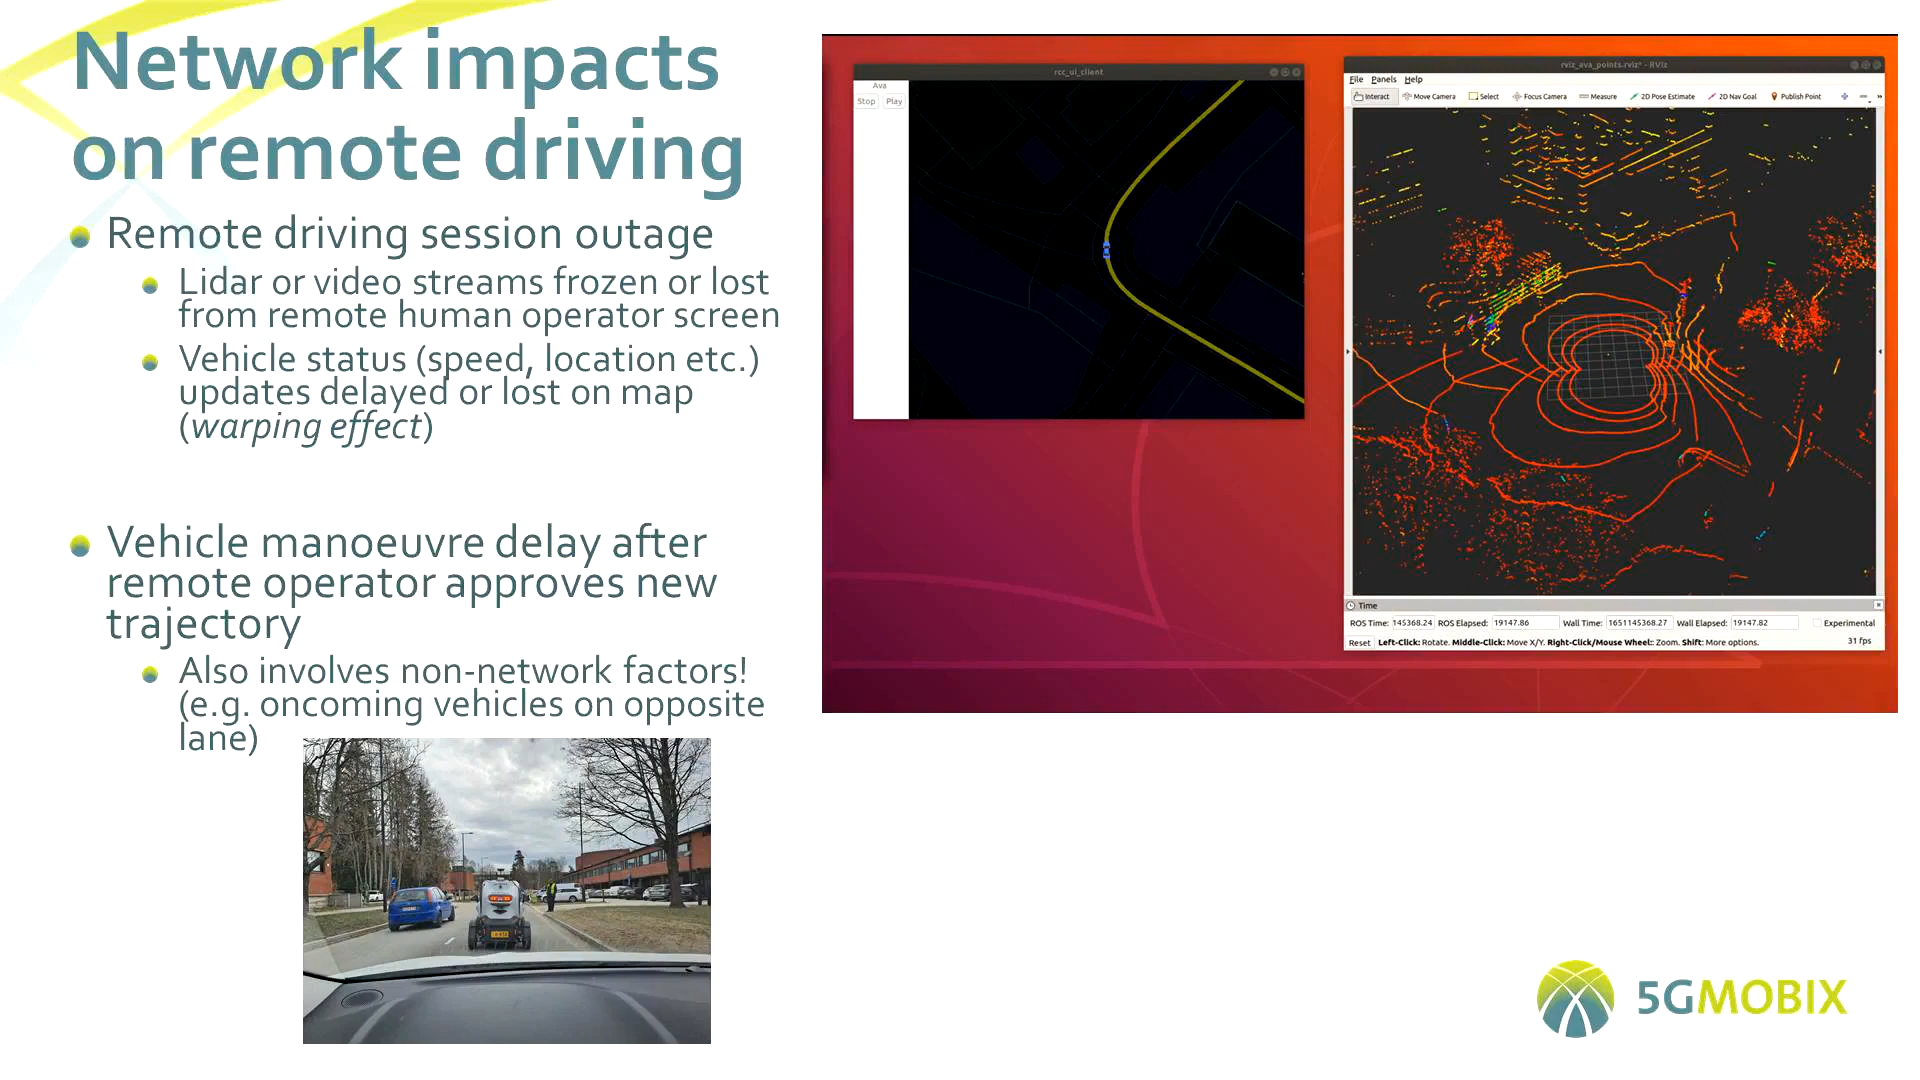 Network impacts
on remote driving
Remote driving session outage
Lidar or video streams frozen or lost
from remote human operator screen
Vehicle status (speed, location etc.)
updates delayed or lost on map
(warping effect)
Vehicle manoeuvre delay after
remote operator approves new
trajectory
Also involves non-network factors!
(e.g. oncoming vehicles on opposite
lane)
rcc_ui_client
Ava
Stop Play
rviz_ava_points.rviz* - RViz
File Panels Help
Interact Move Camera Select Focus Camera Measure 2D Pose Estimate 2D Nav Goal Publish Point
Time
ROS Time: 145368.24 ROS Elapsed: 19147.86 Wall Time: 1651145368.27 Wall Elapsed: 19147.82 Experimental
Reset Left-Click: Rotate. Middle-Click: Move X/Y. Right-Click/Mouse Wheel:: Zoom. Shift: More options. 31 fps
5GMOBIX